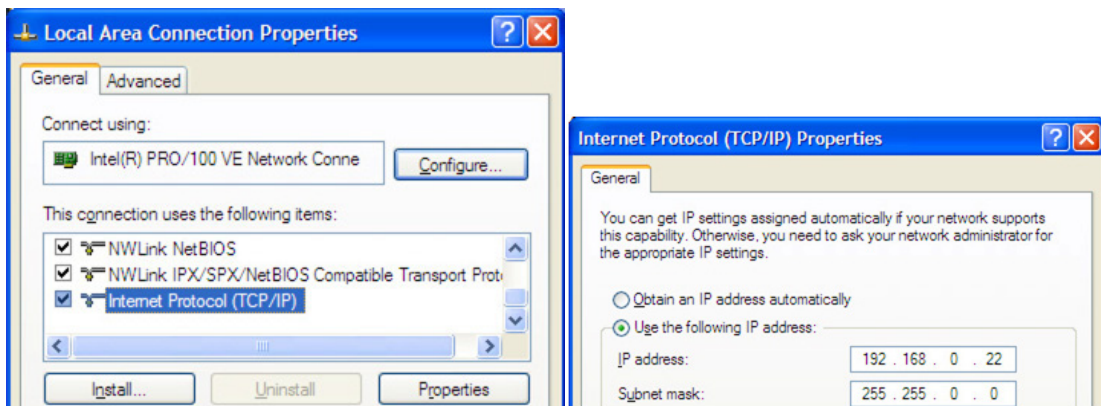 Local Area Connection Properties
General Advanced
Connect using:
Intel(R) PRO/100 VE Network Conne
Configure...
This connection uses the following items:
NWLink NetBIOS
NWLink IPX/SPX/NetBIOS Compatible Transport Proto
Internet Protocol (TCP/IP)
Install... Uninstall Properties
Internet Protocol (TCP/IP) Properties
General
You can get IP settings assigned automatically if your network supports
this capability. Otherwise, you need to ask your network administrator for
the appropriate IP settings.
Obtain an IP address automatically
Use the following IP address:
IP address: 192 . 168 . 0 . 22
Subnet mask: 255 . 255 . 0 . 0